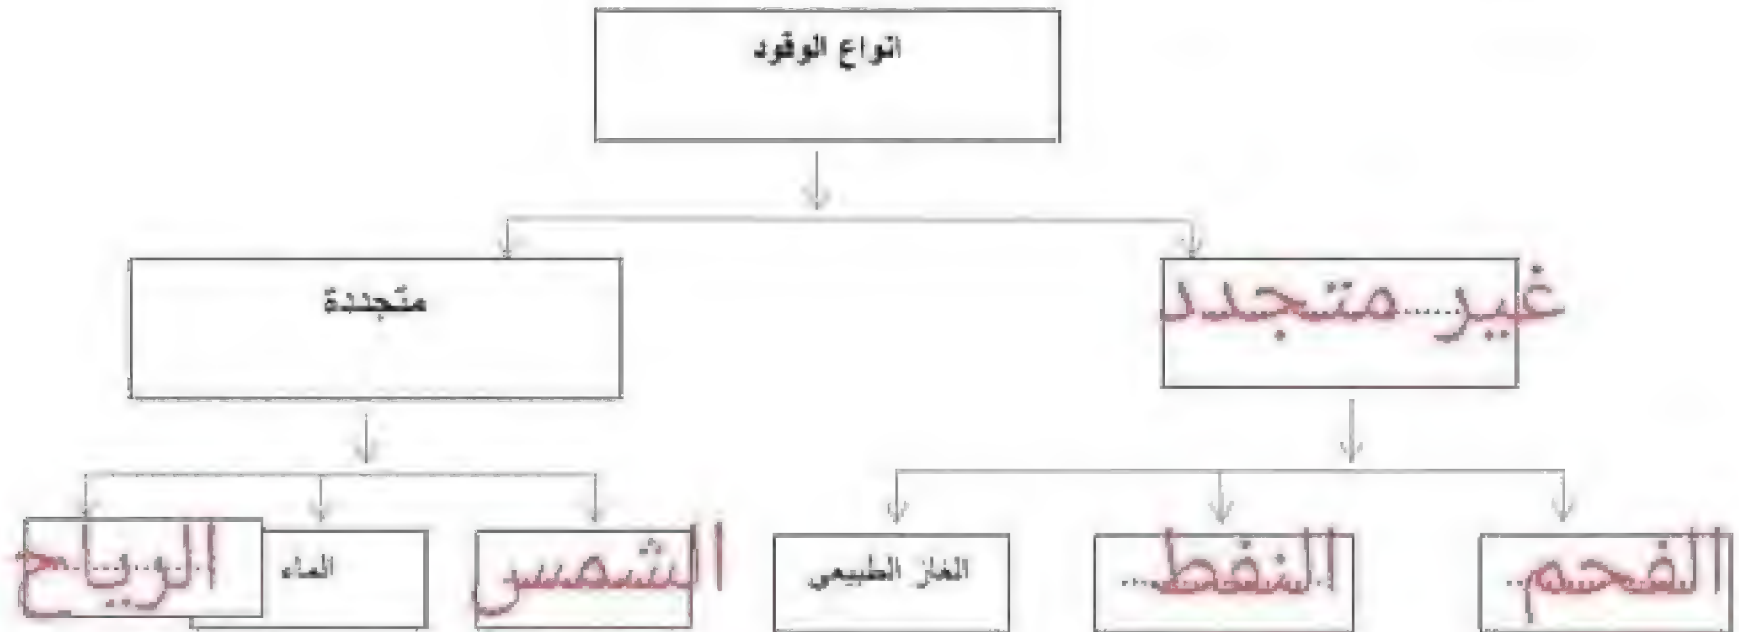 انواع الوقود
غير متجدد
متجددة
الفحم
النفط
الغاز الطبيعي
الشمس
الماء
الرياح